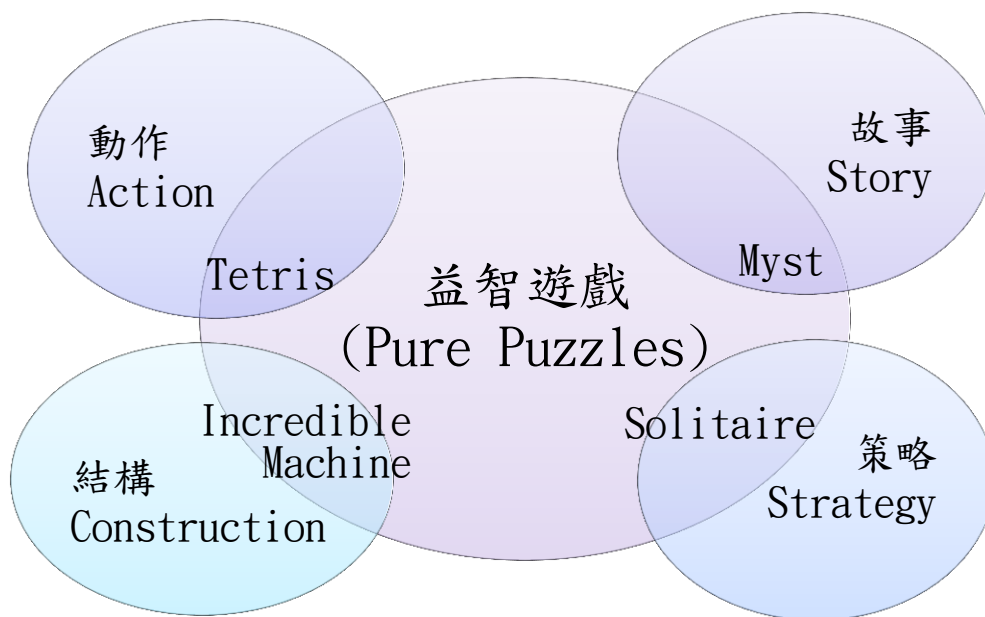 動作
Action
Tetris
故事
Story
Myst
益智遊戲
(Pure Puzzles)
結構
Construction
Incredible
Machine
Solitaire
策略
Strategy